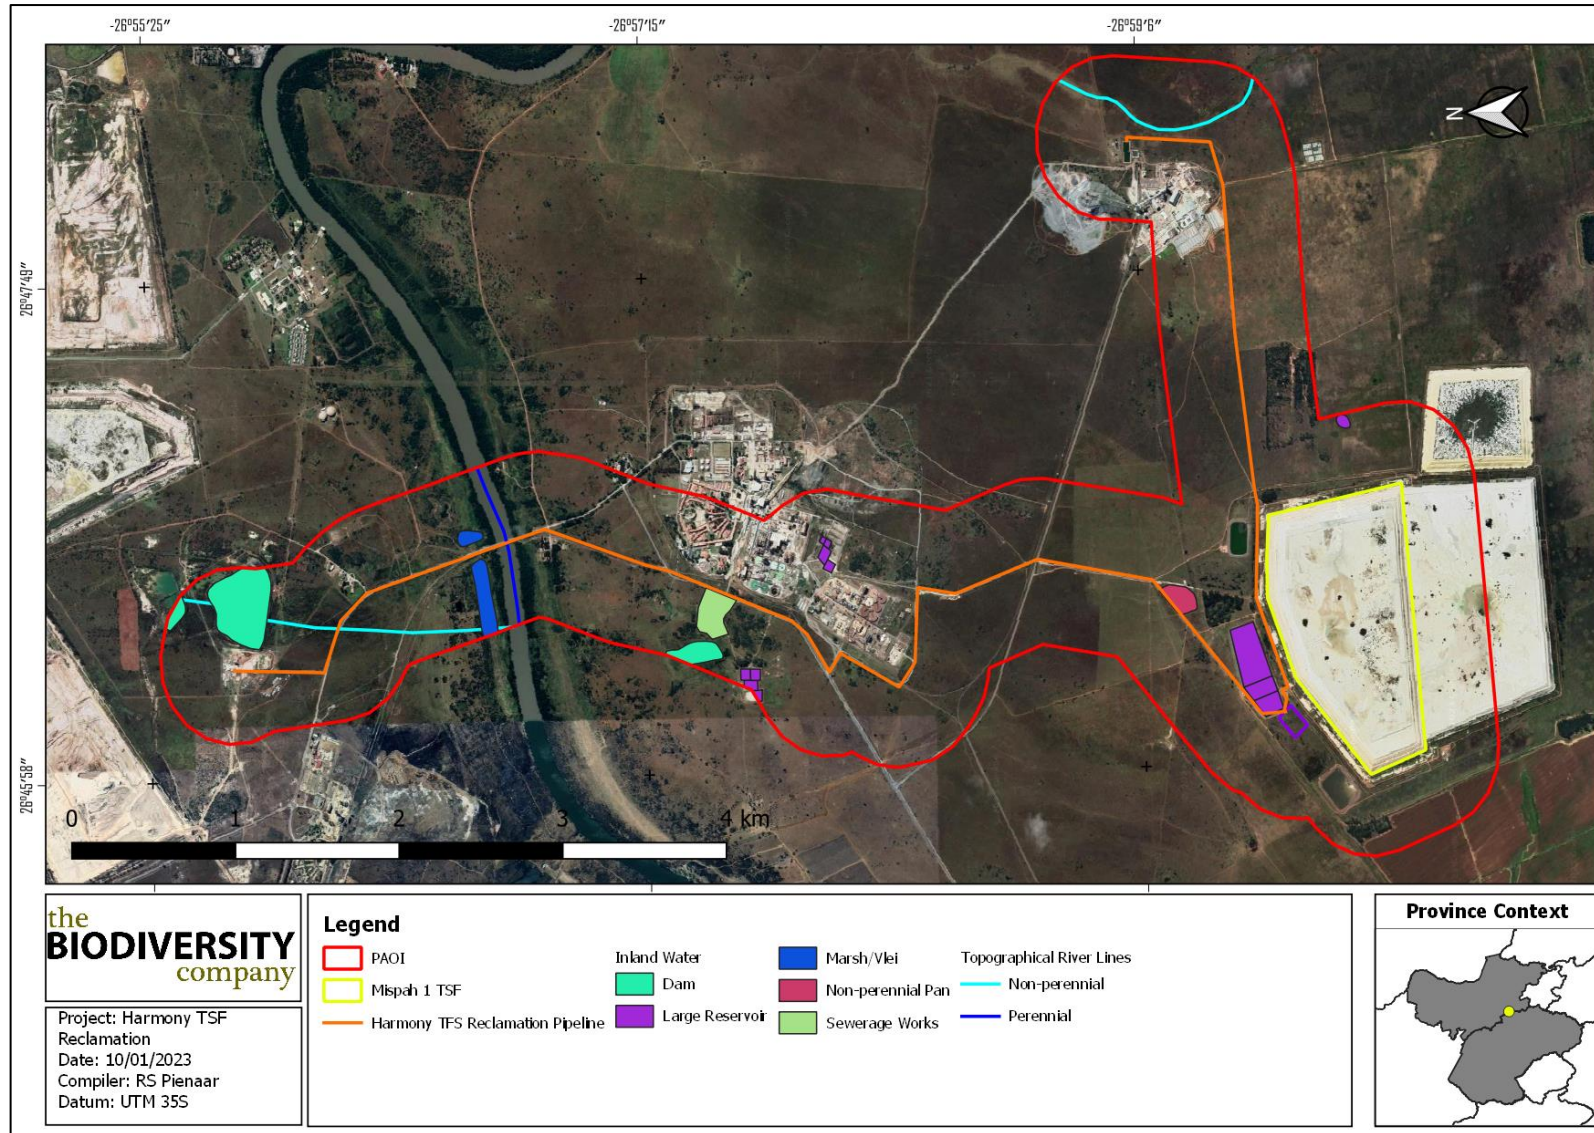 -26°55'25"
-26°57'15"
-26°59'6"
N
26°47'49"
26°45'58"
0
1
2
3
4 km
the
BIODIVERSITY
company
Project: Harmony TSF
Reclamation
Date: 10/01/2023
Compiler: RS Pienaar
Datum: UTM 35S
Legend
PAOI
Mispah 1 TSF
Harmony TFS Reclamation Pipeline
Inland Water
Dam
Large Reservoir
Marsh/Vlei
Non-perennial Pan
Sewerage Works
Topographical River Lines
Non-perennial
Perennial
Province Context